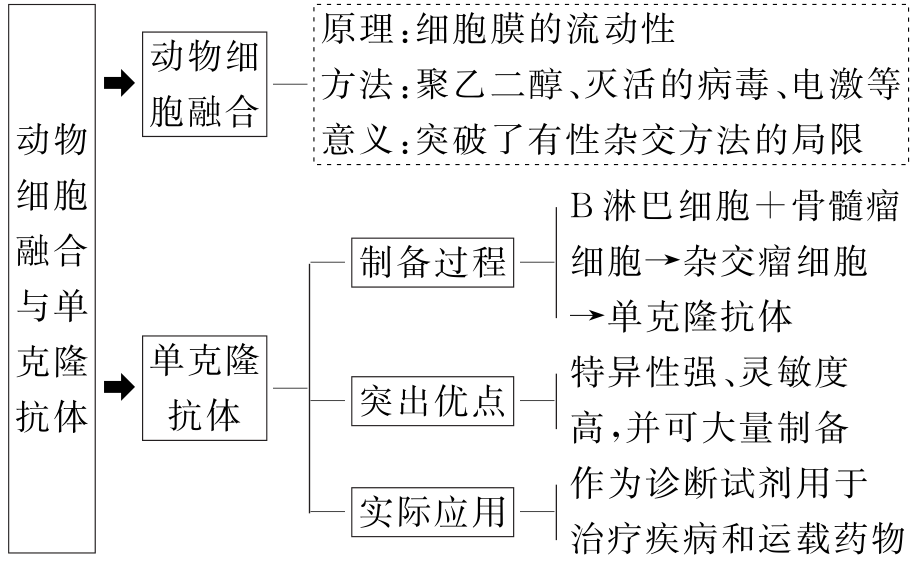 动物
细胞
融合
与单
克隆
抗体
动物细
胞融合
原理:细胞膜的流动性
方法:聚乙二醇、灭活的病毒、电激等
意义:突破了有性杂交方法的局限
单克隆
抗体
制备过程
B淋巴细胞+骨髓瘤
细胞→杂交瘤细胞
→单克隆抗体
突出优点
特异性强、灵敏度
高,并可大量制备
实际应用
作为诊断试剂用于
治疗疾病和运载药物